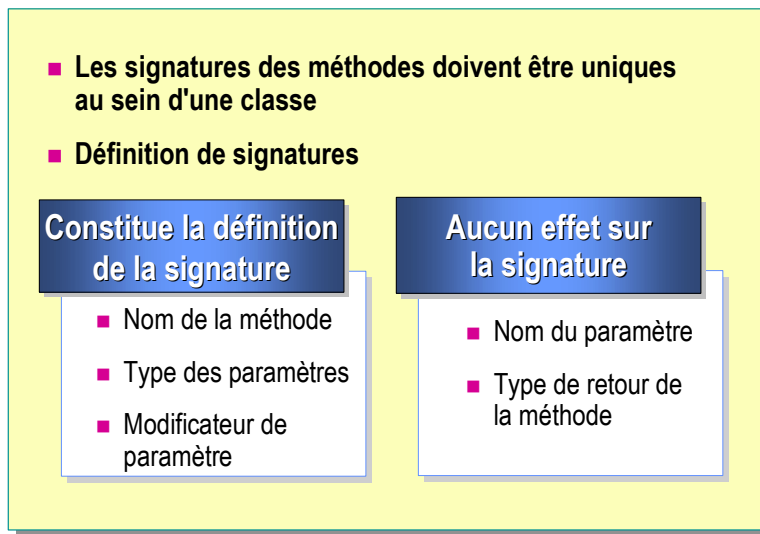 Les signatures des méthodes doivent être uniques
au sein d'une classe
Définition de signatures
Constitue la définition
de la signature
Nom de la méthode
Type des paramètres
Modificateur de
paramètre
Aucun effet sur
la signature
Nom du paramètre
Type de retour de
la méthode